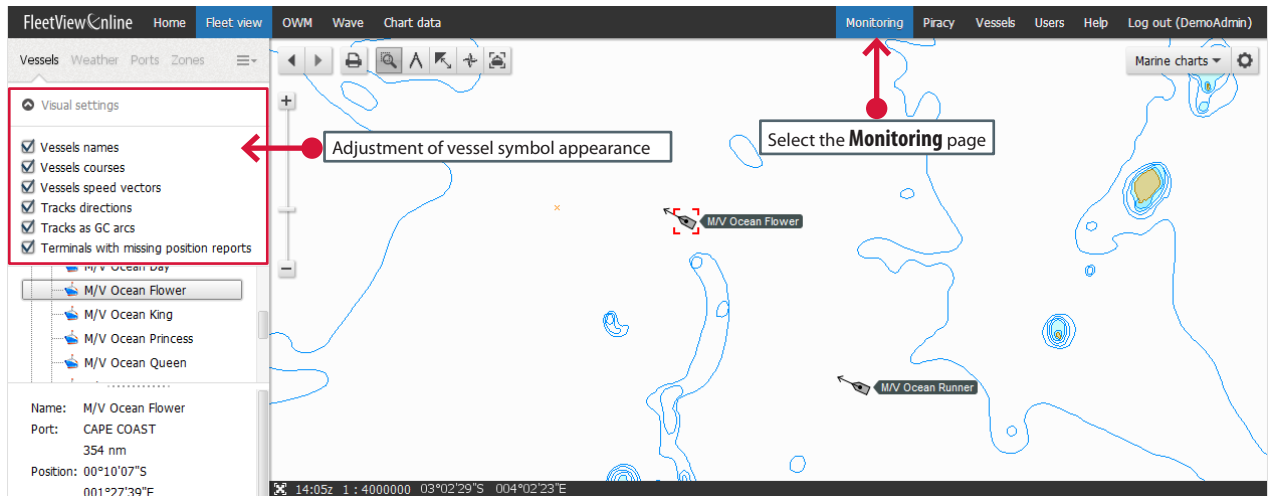 FleetView Online Home Fleet view OWM Wave Chart data Monitoring Piracy Vessels Users Help Log out (DemoAdmin)
Vessels Weather Ports Zones
Marine charts
Visual settings
Vessels names
Vessels courses
Vessels speed vectors
Tracks directions
Tracks as GC arcs
Terminals with missing position reports
Adjustment of vessel symbol appearance
Select the Monitoring page
M/V Ocean Day
M/V Ocean Flower
M/V Ocean King
M/V Ocean Princess
M/V Ocean Queen
M/V Ocean Flower
M/V Ocean Runner
Name: M/V Ocean Flower
Port: CAPE COAST
354 nm
Position: 00°10'07"S
001°27'39"E
14:05z 1 : 4000000 03°02'29"S 004°02'23"E